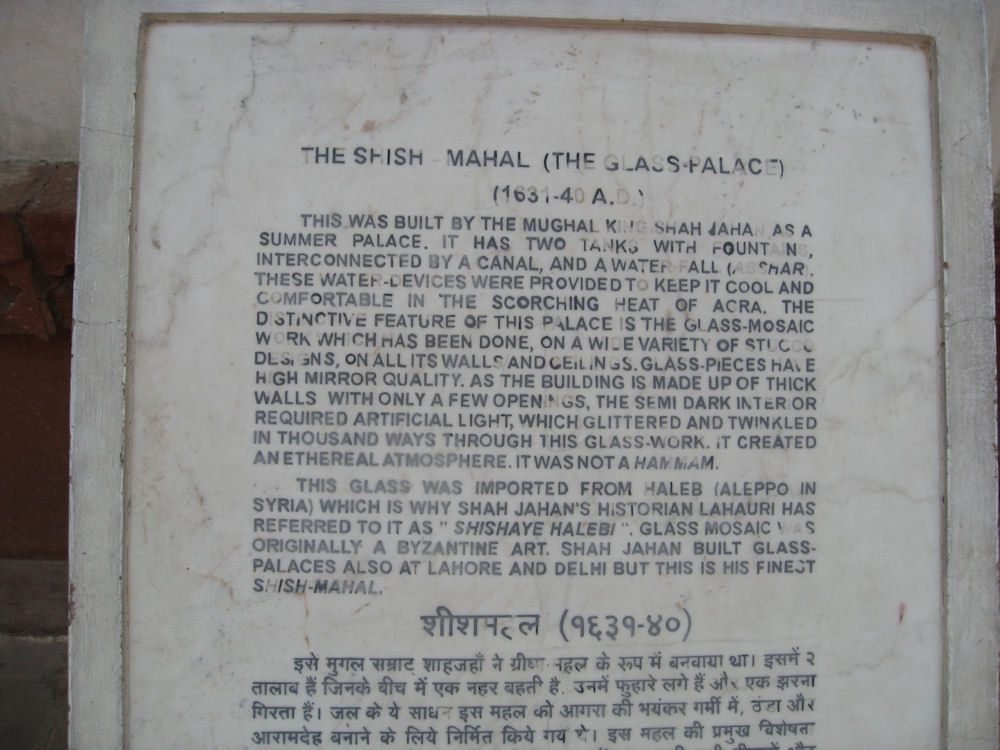 THE SHISH MAHAL (THE GLASS-PALACE)
(1631-40 A.D.)
THIS WAS BUILT BY THE MUGHAL KING SHAH JAHAN AS A
SUMMER PALACE. IT HAS TWO TANKS WITH FOUNTAINS,
INTERCONNECTED BY A CANAL, AND A WATER-FALL (ABSHAR).
THESE WATER-DEVICES WERE PROVIDED TO KEEP IT COOL AND
COMFORTABLE IN THE SCORCHING HEAT OF AGRA. THE
DISTINCTIVE FEATURE OF THIS PALACE IS THE GLASS-MOSAIC
WORK WHICH HAS BEEN DONE, ON A WIDE VARIETY OF STUCCO
DESIGNS, ON ALL ITS WALLS AND CEILINGS. GLASS-PIECES HAVE
HIGH MIRROR QUALITY. AS THE BUILDING IS MADE UP OF THICK
WALLS WITH ONLY A FEW OPENINGS, THE SEMI DARK INTERIOR
REQUIRED ARTIFICIAL LIGHT, WHICH GLITTERED AND TWINKLED
IN THOUSAND WAYS THROUGH THIS GLASS-WORK. IT CREATED
AN ETHEREAL ATMOSPHERE. IT WAS NOT A HAMMAM.
THIS GLASS WAS IMPORTED FROM HALEB (ALEPPO IN
SYRIA) WHICH IS WHY SHAH JAHAN'S HISTORIAN LAHAURI HAS
REFERRED TO IT AS " SHISHAYE HALEBI ". GLASS MOSAIC WAS
ORIGINALLY A BYZANTINE ART. SHAH JAHAN BUILT GLASS-
PALACES ALSO AT LAHORE AND DELHI BUT THIS IS HIS FINEST
SHISH-MAHAL.
शीशमहल (१६३१-४०)
इसे मुगल सम्राट शाहजहाँ ने ग्रीष्म महल के रूप में बनवाया था। इसमें २
तालाब हैं जिनके बीच में एक नहर बहती है, उनमें फुहारे लगे हैं और एक झरना
गिरता है। जल के ये साधन इस महल को आगरा की भयंकर गर्मी में, ठंडा और
आरामदेह बनाने के लिये निर्मित किये गये थे। इस महल की प्रमुख विशेषता